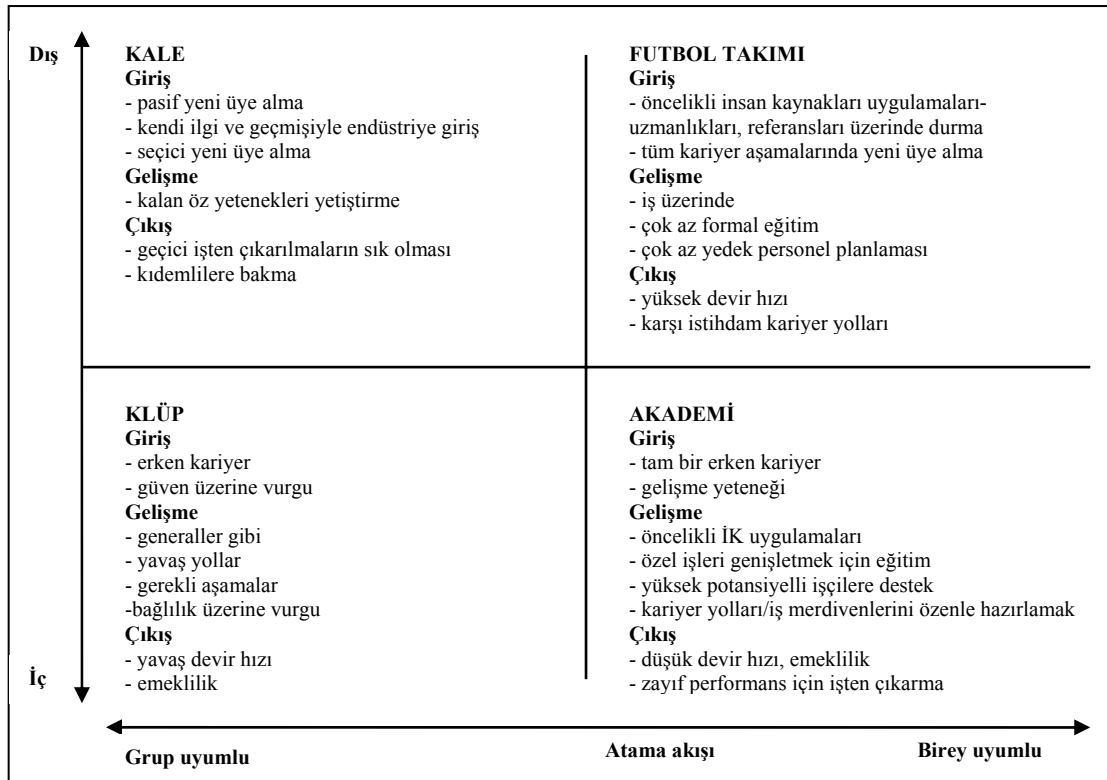 Dış
KALE
Giriş
- pasif yeni üye alma
- kendi ilgi ve geçmişiyle endüstriye giriş
- seçici yeni üye alma
Gelişme
- kalan öz yetenekleri yetiştirme
Çıkış
- geçici işten çıkarılmaların sık olması
- kıdemlilere bakma
FUTBOL TAKIMI
Giriş
- öncelikli insan kaynakları uygulamaları-
uzmanlıkları, referansları üzerinde durma
- tüm kariyer aşamalarında yeni üye alma
Gelişme
- iş üzerinde
- çok az formal eğitim
- çok az yedek personel planlaması
Çıkış
- yüksek devir hızı
- karşı istihdam kariyer yolları
KLÜP
Giriş
- erken kariyer
- güven üzerine vurgu
Gelişme
- generaller gibi
- yavaş yollar
- gerekli aşamalar
-bağlılık üzerine vurgu
Çıkış
- yavaş devir hızı
- emeklilik
AKADEMİ
Giriş
- tam bir erken kariyer
- gelişme yeteneği
Gelişme
- öncelikli İK uygulamaları
- özel işleri genişletmek için eğitim
- yüksek potansiyelli işçilere destek
- kariyer yolları/iş merdivenlerini özenle hazırlamak
Çıkış
- düşük devir hızı, emeklilik
- zayıf performans için işten çıkarma
İç
Grup uyumlu
Atama akışı
Birey uyumlu